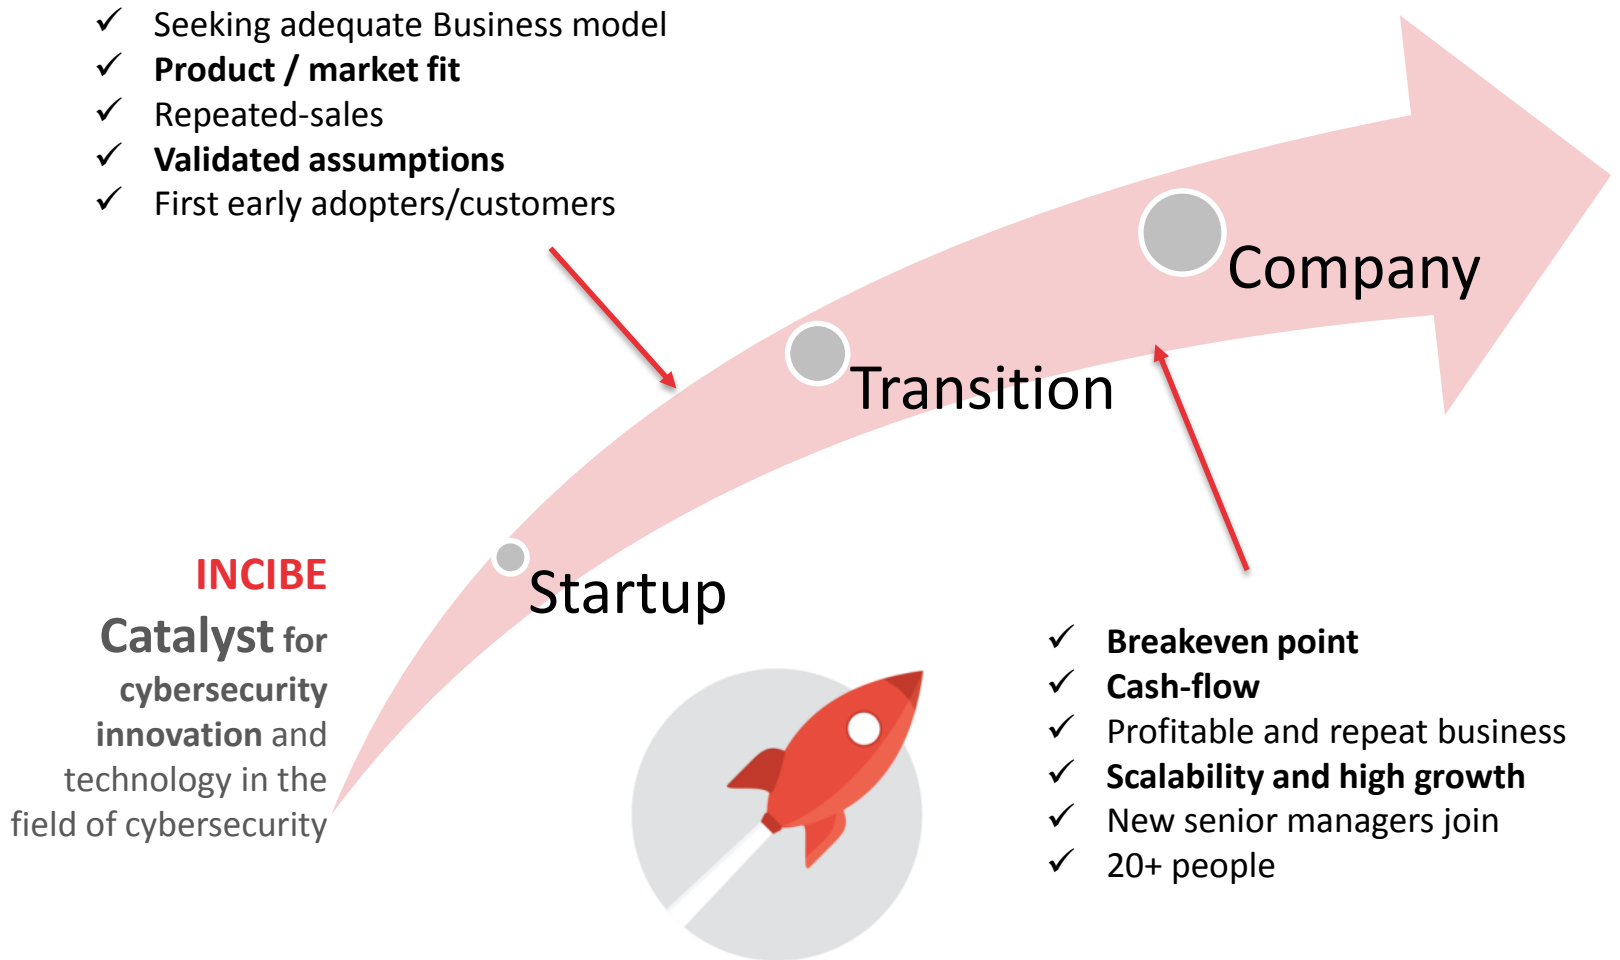 ✓ Seeking adequate Business model
✓ Product / market fit
✓ Repeated-sales
✓ Validated assumptions
✓ First early adopters/customers
Company
Transition
Startup
INCIBE
Catalyst for
cybersecurity
innovation and
technology in the
field of cybersecurity
✓ Breakeven point
✓ Cash-flow
✓ Profitable and repeat business
✓ Scalability and high growth
✓ New senior managers join
✓ 20+ people